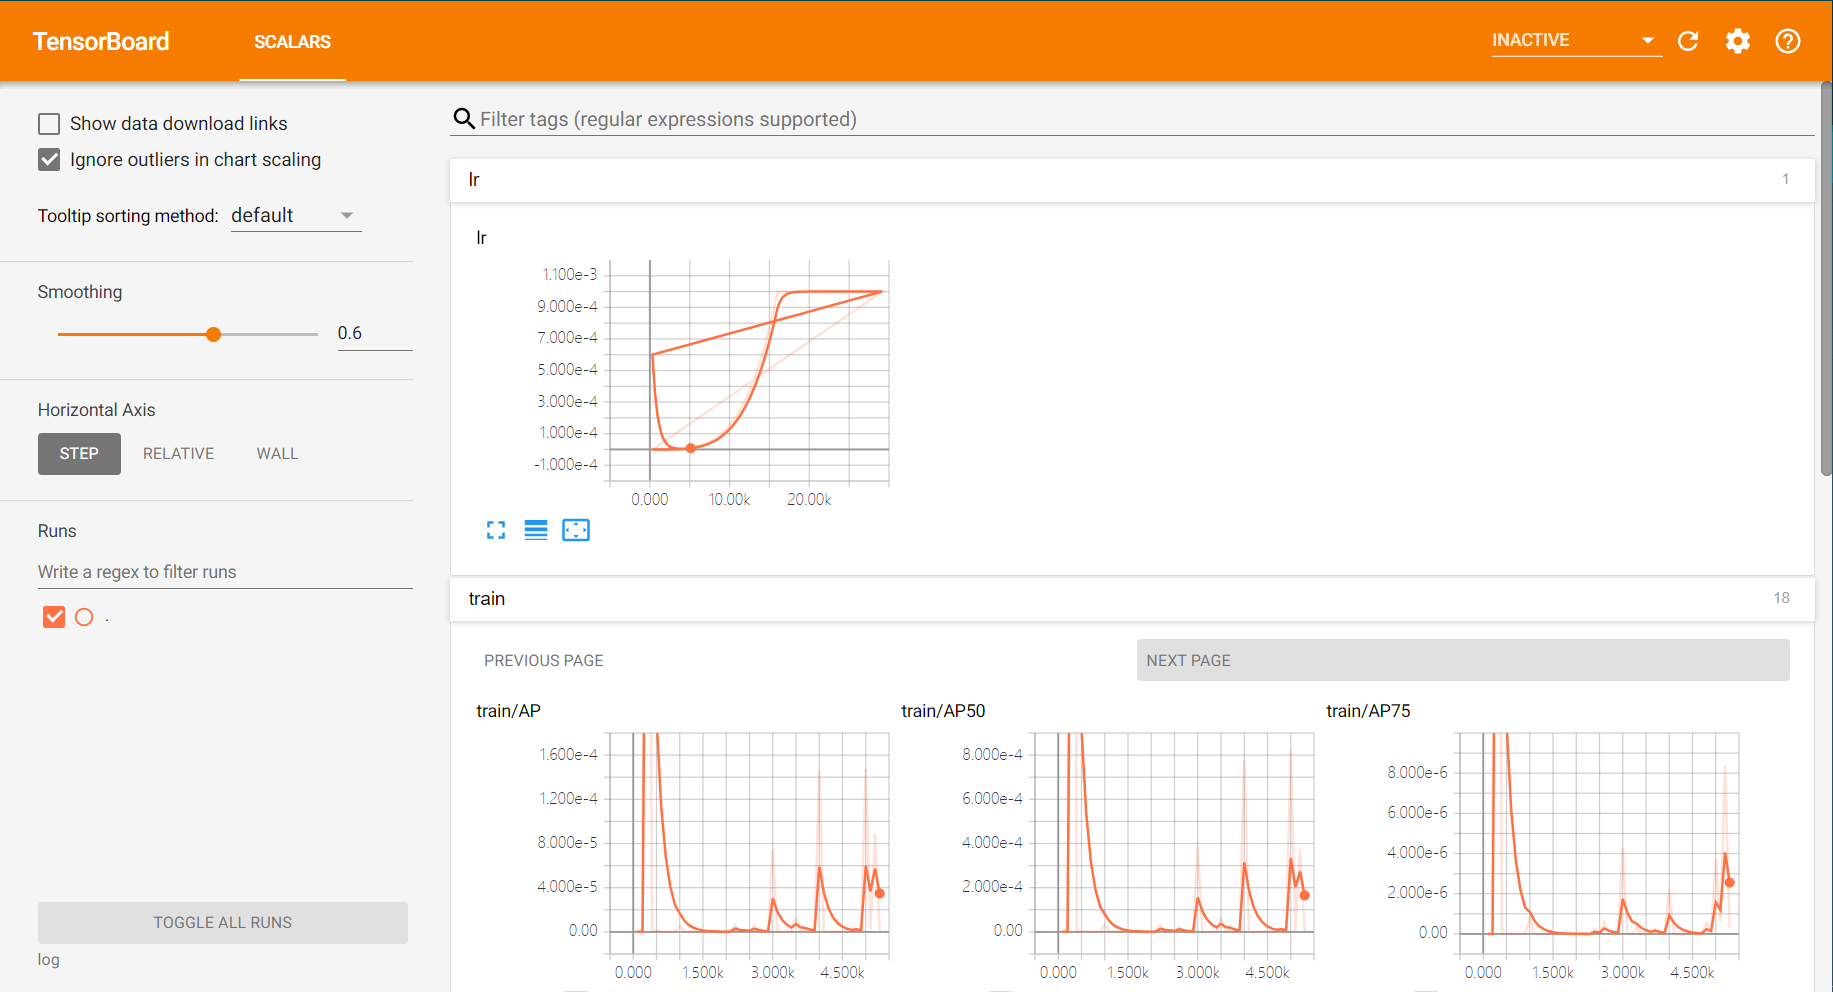 TensorBoard
SCALARS
INACTIVE
Show data download links
Ignore outliers in chart scaling
Tooltip sorting method: default
Smoothing
0.6
Horizontal Axis
STEP RELATIVE WALL
Runs
Write a regex to filter runs
.
TOGGLE ALL RUNS
log
Filter tags (regular expressions supported)
lr 1
lr
1.100e-3
9.000e-4
7.000e-4
5.000e-4
3.000e-4
1.000e-4
-1.000e-4
0.000 10.00k 20.00k
train 18
PREVIOUS PAGE NEXT PAGE
train/AP
1.600e-4
1.200e-4
8.000e-5
4.000e-5
0.00
0.000 1.500k 3.000k 4.500k
train/AP50
8.000e-4
6.000e-4
4.000e-4
2.000e-4
0.00
0.000 1.500k 3.000k 4.500k
train/AP75
8.000e-6
6.000e-6
4.000e-6
2.000e-6
0.00
0.000 1.500k 3.000k 4.500k